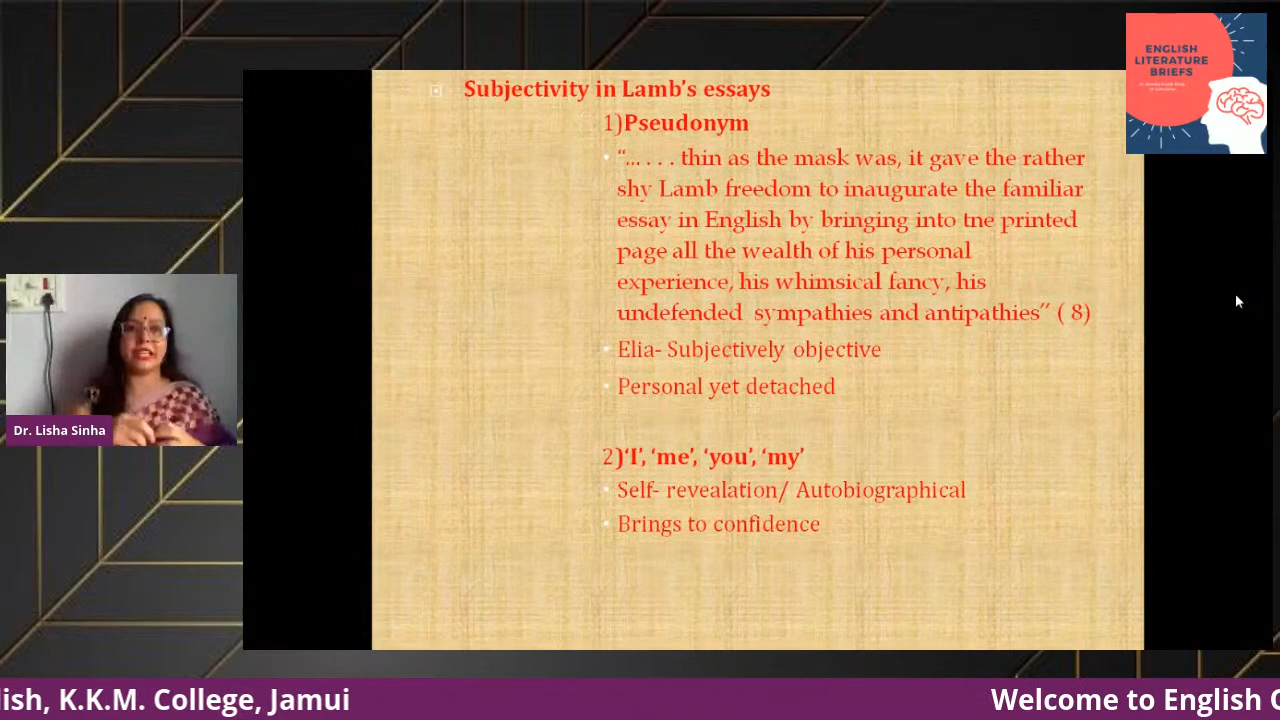 ENGLISH
LITERATURE
BRIEFS
Subjectivity in Lamb's essays
1)Pseudonym
"... . . . thin as the mask was, it gave the rather
shy Lamb freedom to inaugurate the familiar
essay in English by bringing into tne printed
page all the wealth of his personal
experience, his whimsical fancy, his
undefended sympathies and antipathies" ( 8)
Elia- Subjectively objective
Personal yet detached
2)'I', 'me', 'you', 'my'
Self- revealation/ Autobiographical
Brings to confidence
Dr. Lisha Sinha
lish, K.K.M. College, Jamui
Welcome to English